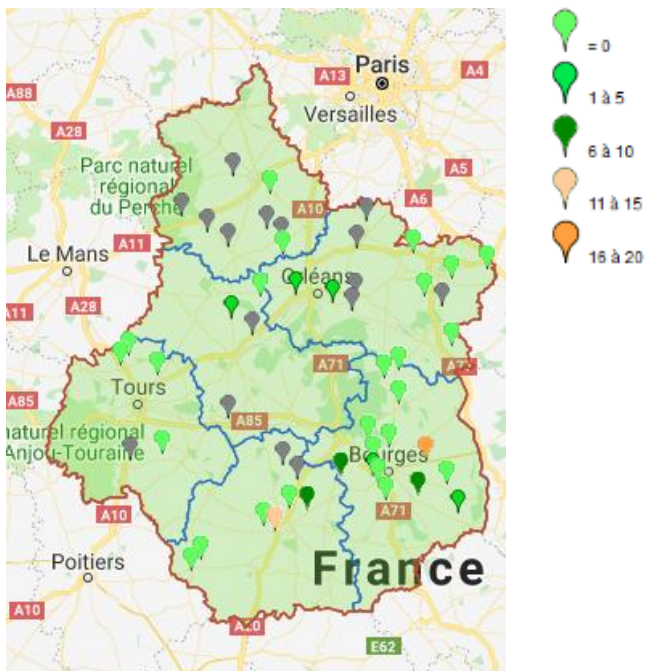 Paris
A13
A4
Versailles
A88
A28
A5
Parc naturel
régional
du Perche
A10
A6
A11
Le Mans
Orléans
A11
A28
A71
A77
Tours
A85
A85
naturel régional
Anjou-Touraine
Bourges
A10
A71
Poitiers
France
A10
A20
E62
= 0
1 à 5
6 à 10
11 à 15
16 à 20